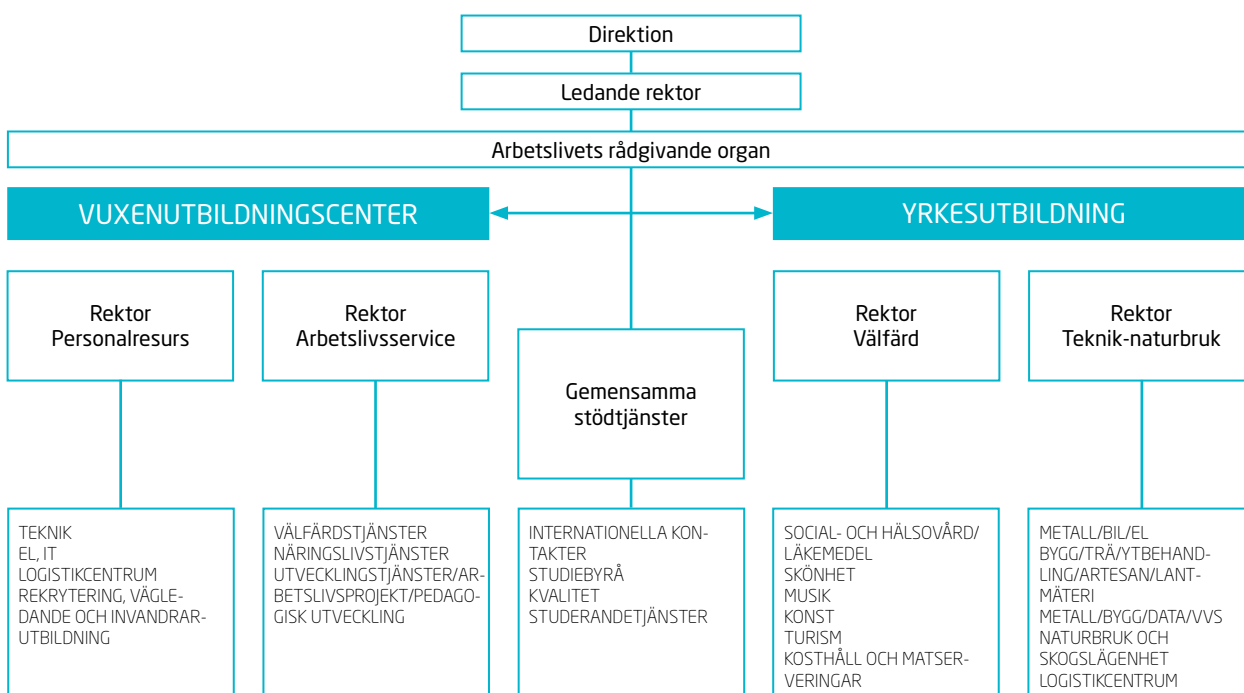 Direktion
Ledande rektor
Arbetslivets rådgivande organ
VUXENUTBILDNINGSCENTER
YRKESUTBILDNING
Rektor
Personalresurs
Rektor
Arbetslivsservice
Gemensamma
stödtjänster
Rektor
Välfärd
Rektor
Teknik-naturbruk
TEKNIK
EL, IT
LOGISTIKCENTRUM
REKRYTERING, VÄGLE-
DANDE OCH INVANDRAR-
UTBILDNING
VÄLFÄRDSTJÄNSTER
NÄRINGSLIVSTJÄNSTER
UTVECKLINGSTJÄNSTER/AR-
BETSLIVSPROJEKT/PEDAGO-
GISK UTVECKLING
INTERNATIONELLA KON-
TAKTER
STUDIEBYRÅ
KVALITET
STUDERANDETJÄNSTER
SOCIAL- OCH HÄLSOVÅRD/
LÄKEMEDEL
SKÖNHET
MUSIK
KONST
TURISM
KOSTHÅLL OCH MATSER-
VERINGAR
METALL/BIL/EL
BYGG/TRÄ/YTBEHAND-
LING/ARTESAN/LANT-
MÄTERI
METALL/BYGG/DATA/VVS
NATURBRUK OCH
SKOGSLÄGENHET
LOGISTIKCENTRUM